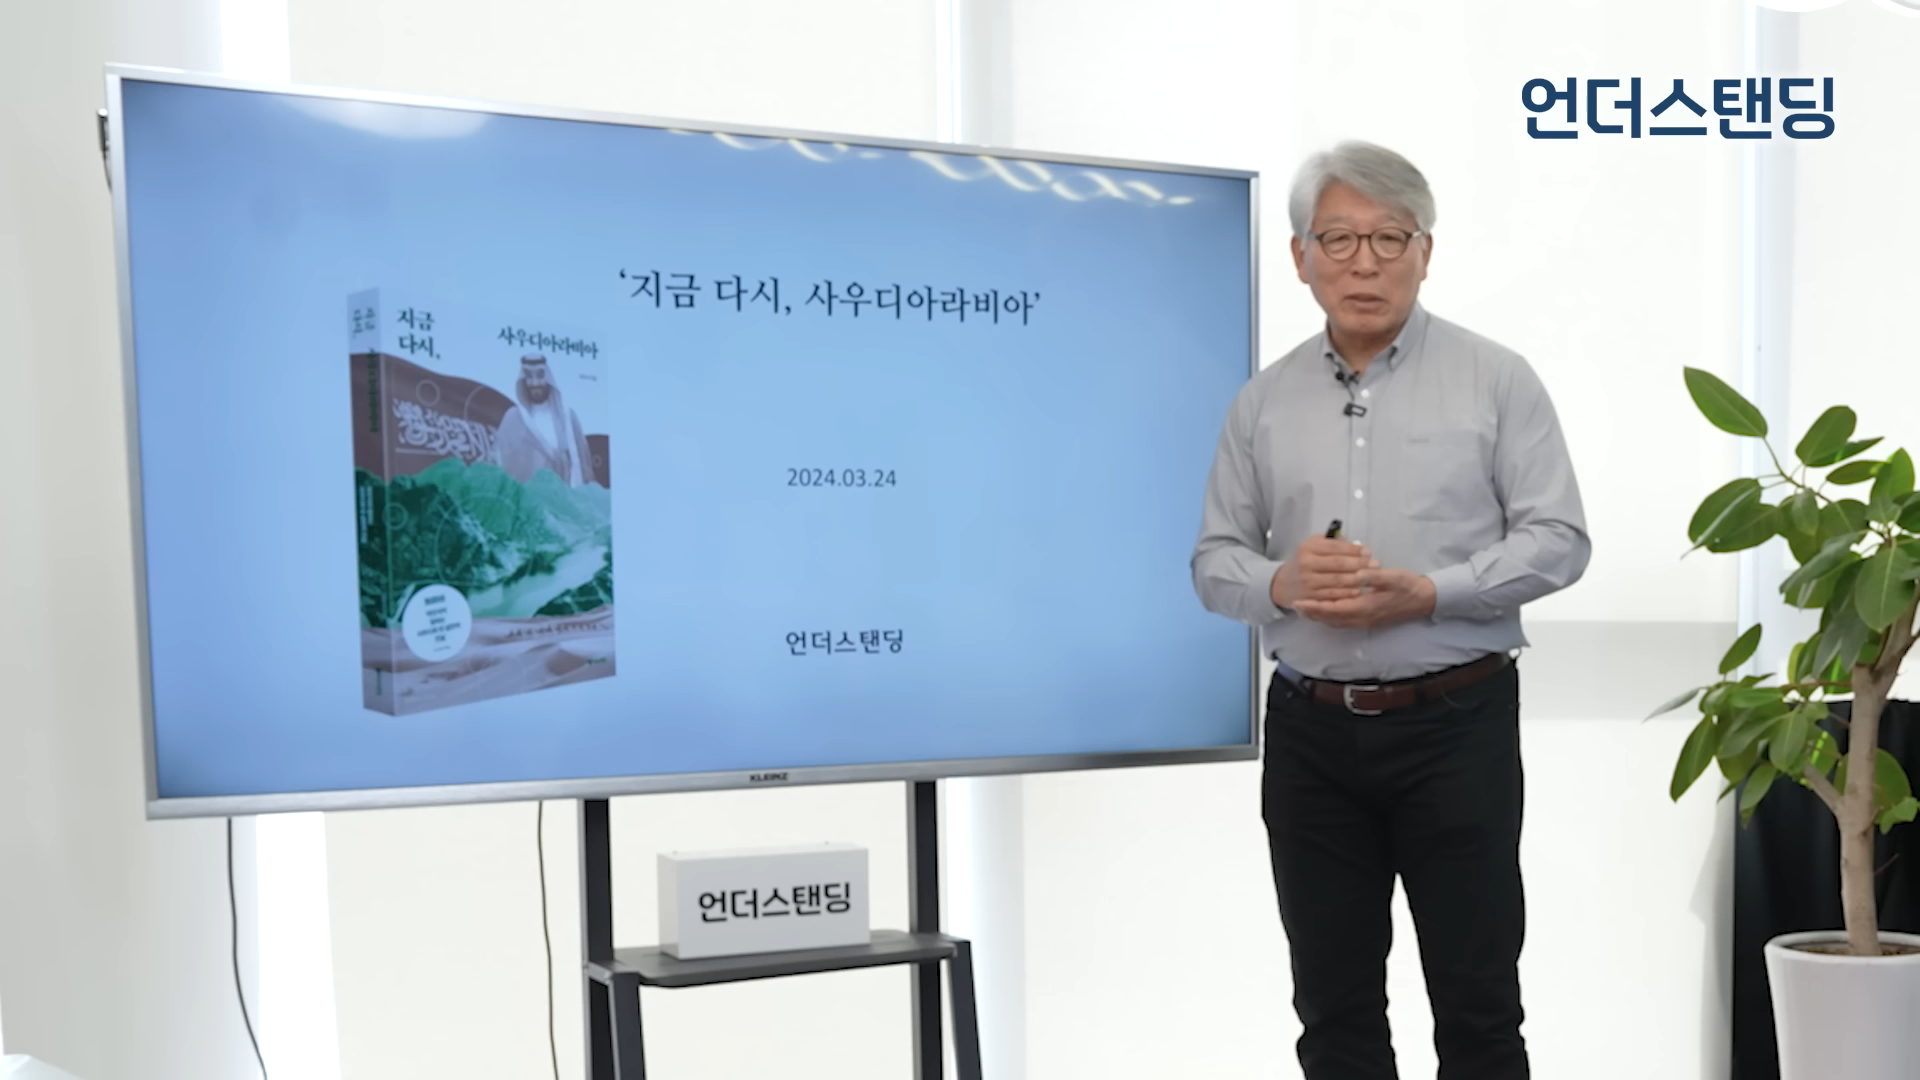 언더스탠딩
‘지금 다시, 사우디아라비아’
지금
다시,
사우디아라비아
2024.03.24
언더스탠딩
KLEINZ
언더스탠딩